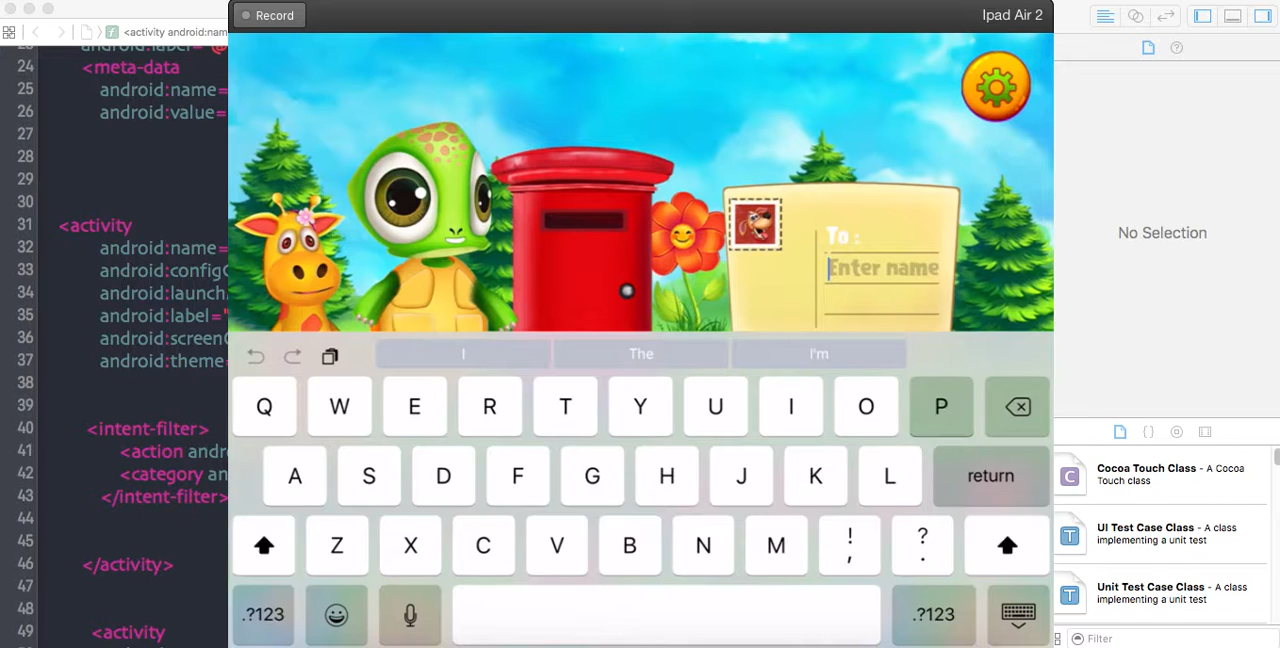 Record
Ipad Air 2
<activity android:nam
24 <meta-data
25 android:name=
26 android:value=
27
28
29
30
31 <activity
32 android:name=
33 android:configC
34 android:launch
35 android:label="
36 android:screen
37 android:theme=
38
39
40 <intent-filter>
41 <action andr
42 <category an
43 </intent-filter>
44
45
46 </activity>
47
48
49 <activity
To :
Enter name
I The I'm
Q W E R T Y U I O P
A S D F G H J K L return
Z X C V B N M ! , ? .
.?123 .?123
No Selection
{ }
C Cocoa Touch Class - A Cocoa
Touch class
T UI Test Case Class - A class
implementing a unit test
T Unit Test Case Class - A class
implementing a unit test
Filter